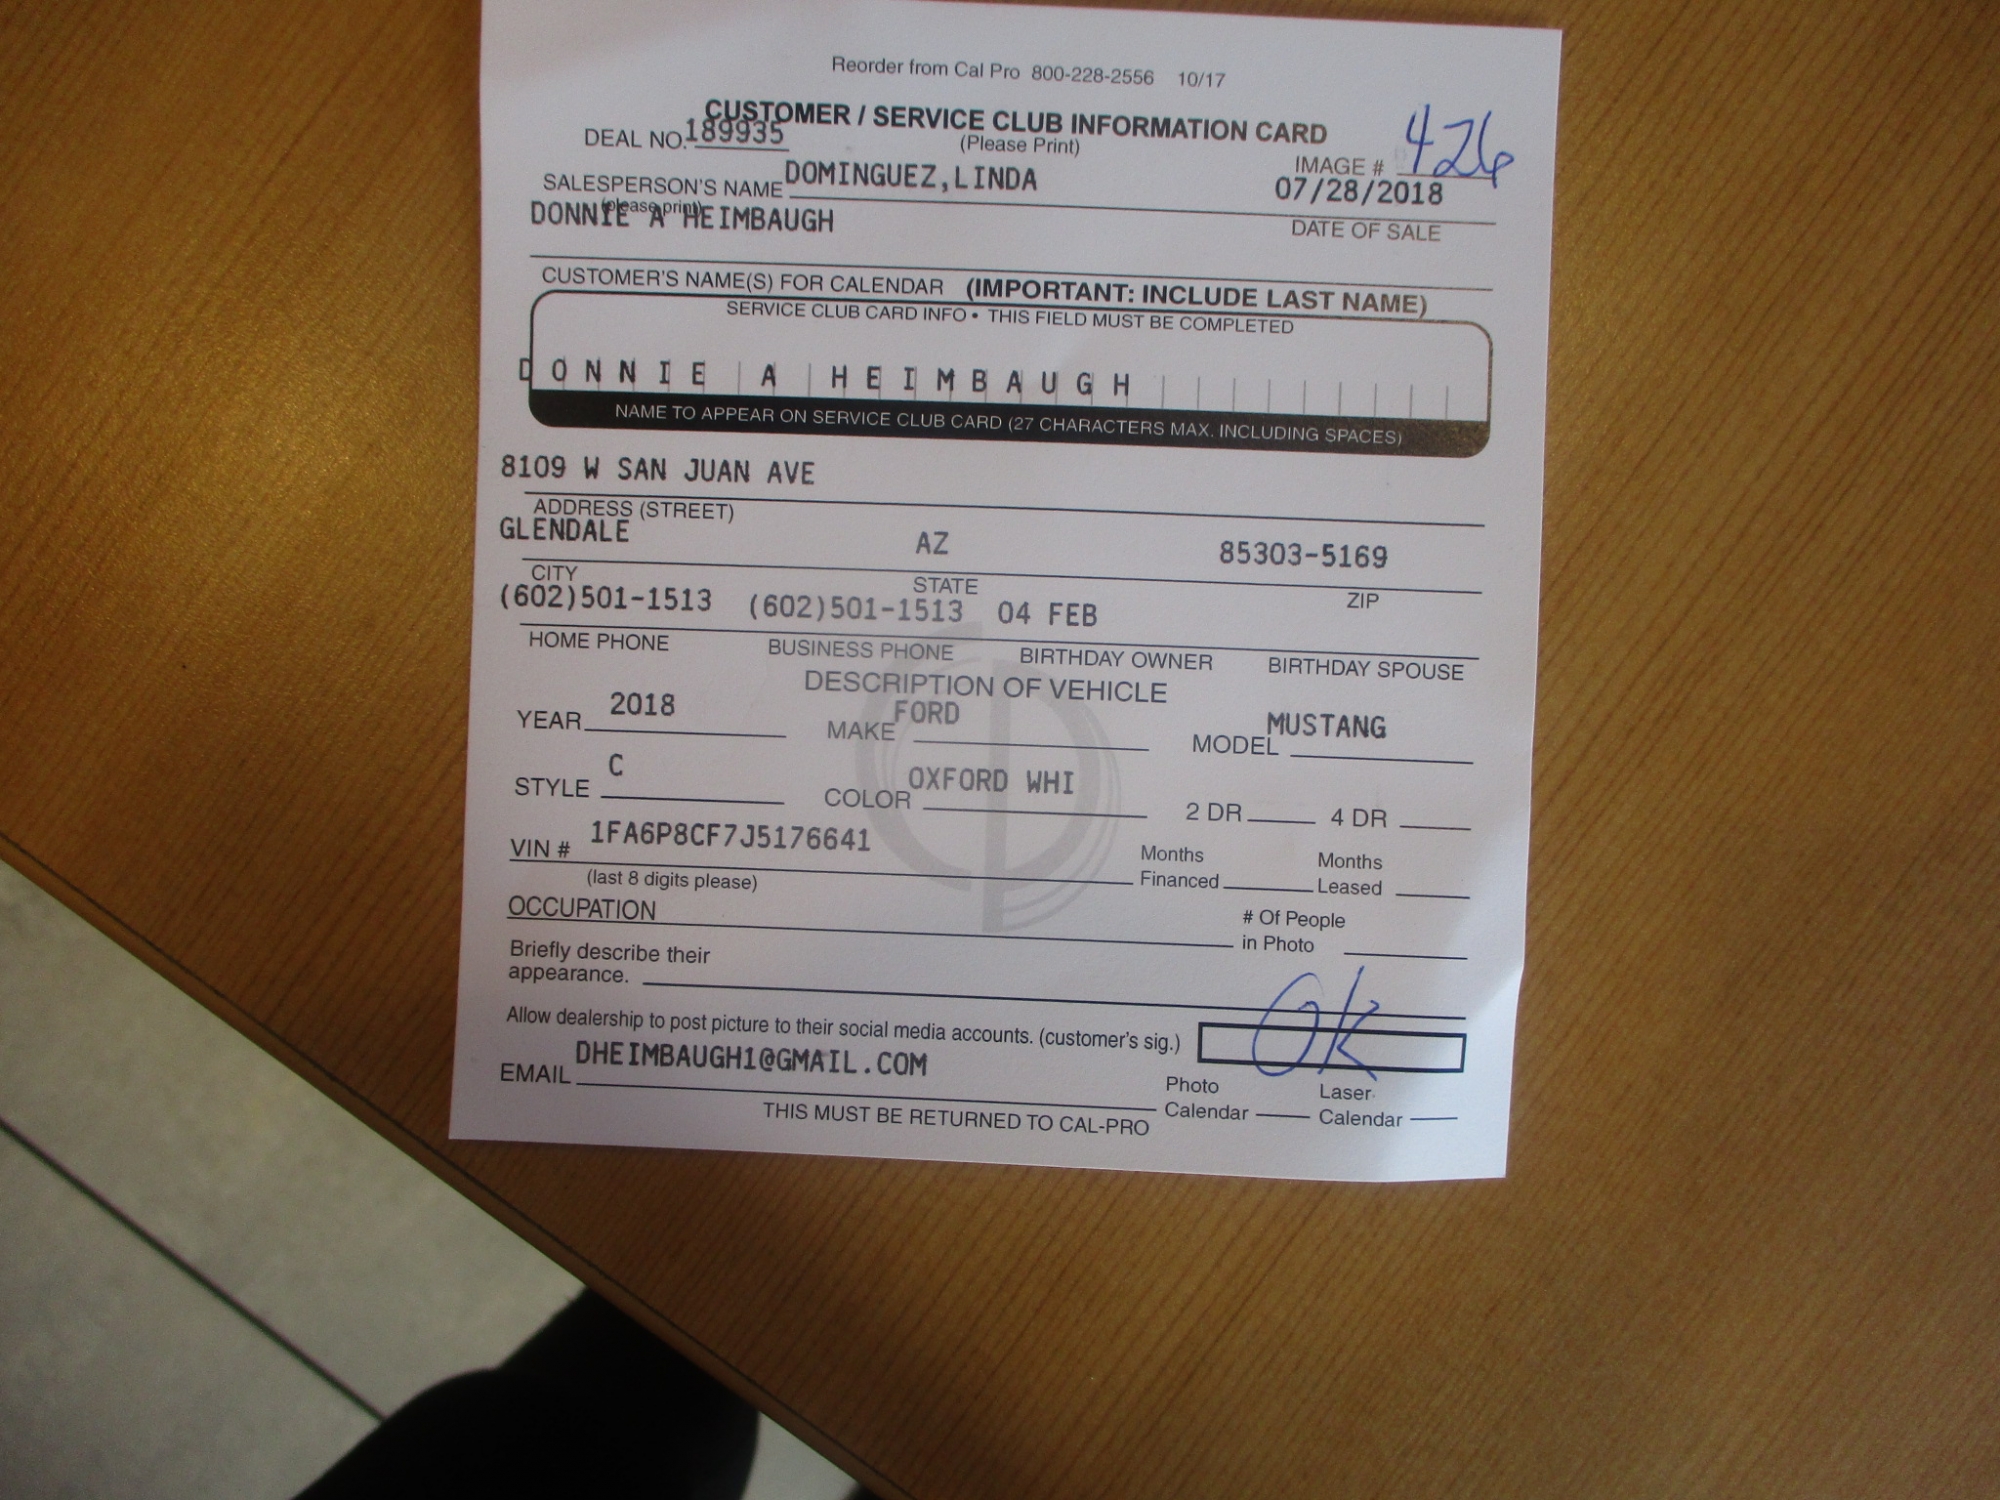 Reorder from Cal Pro 800-228-2556 10/17
CUSTOMER / SERVICE CLUB INFORMATION CARD
DEAL NO. 189935 (Please Print)
IMAGE # 426
SALESPERSON'S NAME DOMINGUEZ,LINDA 07/28/2018
(please print)
DONNIE A HEIMBAUGH DATE OF SALE
CUSTOMER'S NAME(S) FOR CALENDAR (IMPORTANT: INCLUDE LAST NAME)
SERVICE CLUB CARD INFO • THIS FIELD MUST BE COMPLETED
DONNIE A HEIMBAUGH
NAME TO APPEAR ON SERVICE CLUB CARD (27 CHARACTERS MAX. INCLUDING SPACES)
8109 W SAN JUAN AVE
ADDRESS (STREET)
GLENDALE AZ 85303-5169
CITY STATE ZIP
(602)501-1513 (602)501-1513 04 FEB
HOME PHONE BUSINESS PHONE BIRTHDAY OWNER BIRTHDAY SPOUSE
DESCRIPTION OF VEHICLE
YEAR 2018 MAKE FORD MODEL MUSTANG
STYLE C COLOR OXFORD WHI 2 DR 4 DR
VIN # 1FA6P8CF7J5176641 Months Financed Months Leased
(last 8 digits please)
OCCUPATION # Of People in Photo
Briefly describe their
appearance.
Allow dealership to post picture to their social media accounts. (customer's sig.) OK
EMAIL DHEIMBAUGH1@GMAIL.COM Photo Calendar Laser Calendar
THIS MUST BE RETURNED TO CAL-PRO